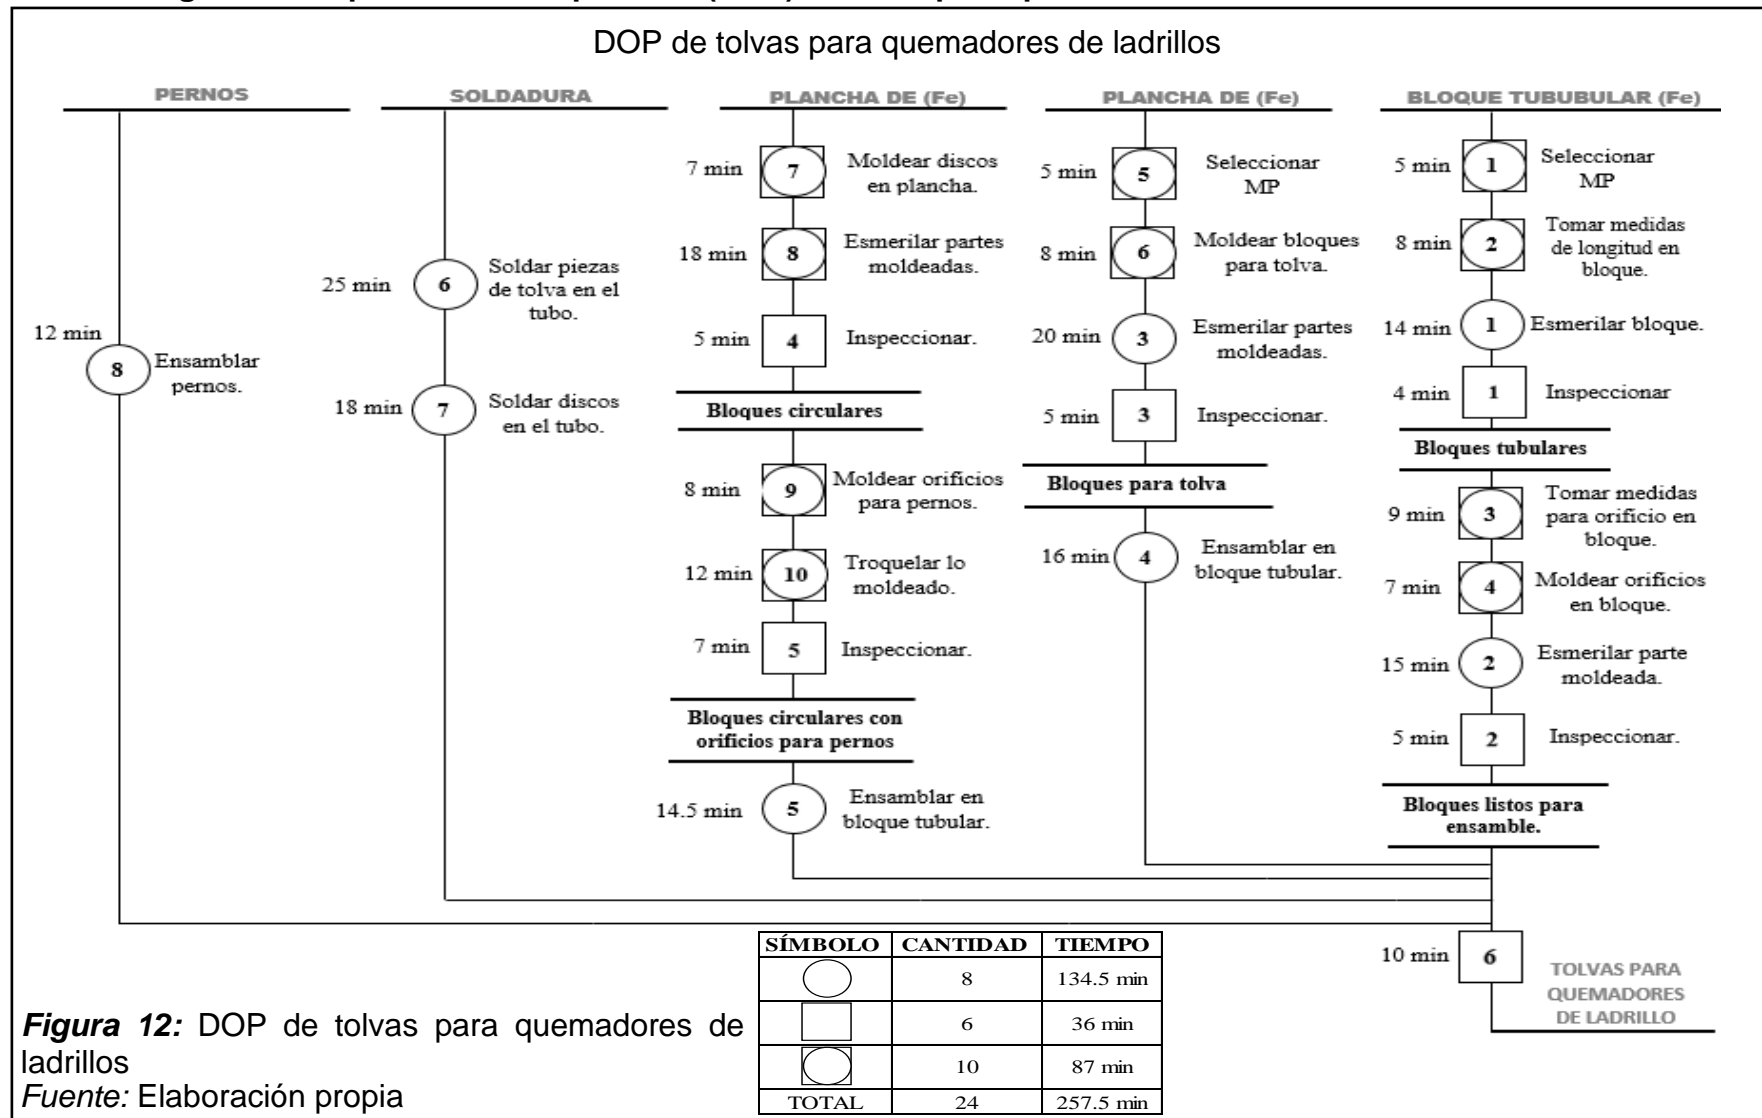 DOP de tolvas para quemadores de ladrillos
PERNOS
12 min
8
Ensamblar
pernos.
SOLDADURA
25 min
6
Soldar piezas
de tolva en el
tubo.
18 min
7
Soldar discos
en el tubo.
PLANCHA DE (Fe)
7 min
7
Moldear discos
en plancha.
18 min
8
Esmerilar partes
moldeadas.
5 min
4
Inspeccionar.
Bloques circulares
8 min
9
Moldear orificios
para pernos.
12 min
10
Troquelar lo
moldeado.
7 min
5
Inspeccionar.
Bloques circulares con
orificios para pernos
14.5 min
5
Ensamblar en
bloque tubular.
PLANCHA DE (Fe)
5 min
5
Seleccionar
MP
8 min
6
Moldear bloques
para tolva.
20 min
3
Esmerilar partes
moldeadas.
5 min
3
Inspeccionar.
Bloques para tolva
16 min
4
Ensamblar en
bloque tubular.
BLOQUE TUBUBULAR (Fe)
5 min
1
Seleccionar
MP
8 min
2
Tomar medidas
de longitud en
bloque.
14 min
1
Esmerilar bloque.
4 min
1
Inspeccionar
Bloques tubulares
9 min
3
Tomar medidas
para orificio en
bloque.
7 min
4
Moldear orificios
en bloque.
15 min
2
Esmerilar parte
moldeada.
5 min
2
Inspeccionar.
Bloques listos para
ensamble.
10 min
6
TOLVAS PARA
QUEMADORES
DE LADRILLO
SÍMBOLO CANTIDAD TIEMPO
8 134.5 min
6 36 min
10 87 min
TOTAL 24 257.5 min
Figura 12: DOP de tolvas para quemadores de
ladrillos
Fuente: Elaboración propia